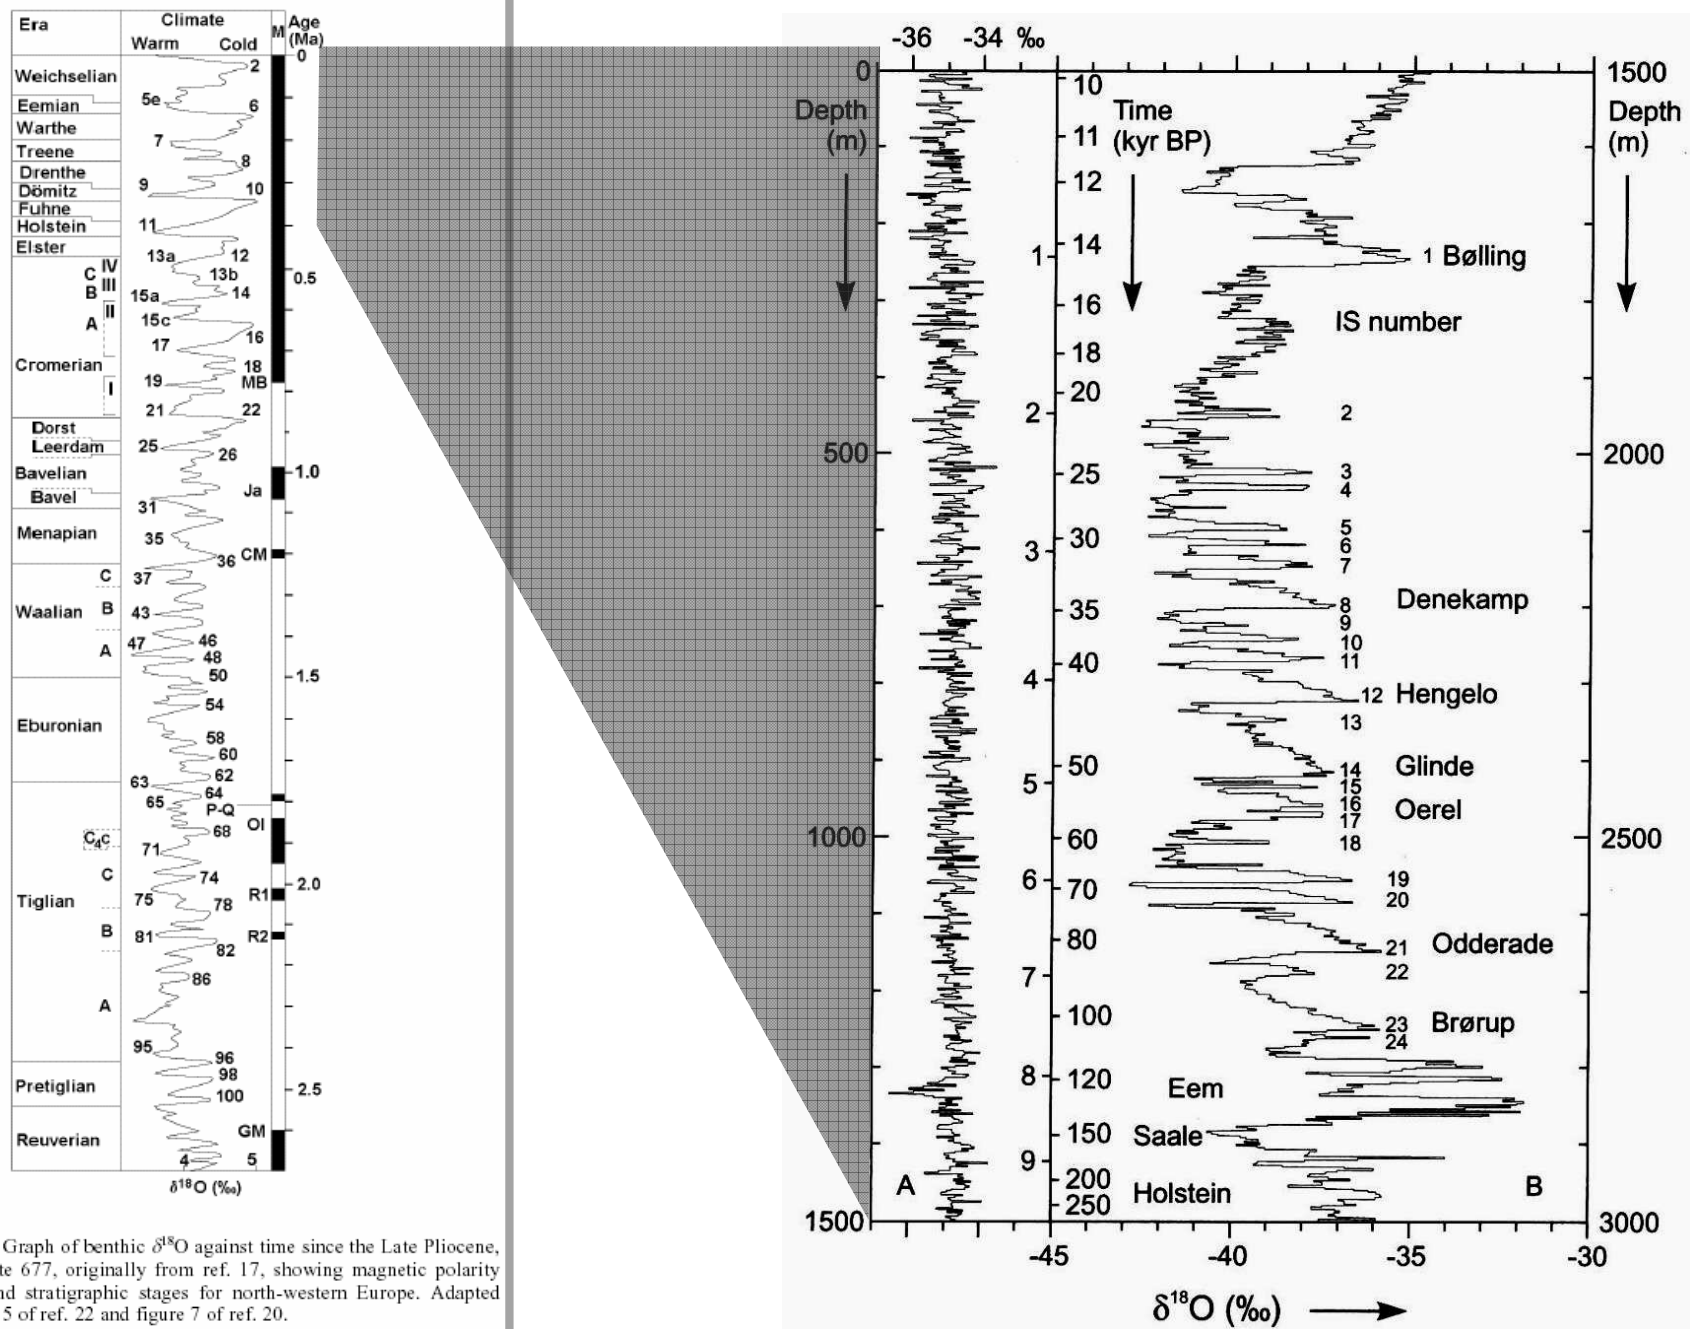 Era
Climate
Warm Cold
M
Age
(Ma)
Weichselian
Eemian
Warthe
Treene
Drenthe
Dömitz
Fuhne
Holstein
Elster
C IV
B III
II
A
Cromerian
I
Dorst
Leerdam
Bavelian
Bavel
Menapian
C
Waalian B
A
Eburonian
C4c
C
Tiglian
B
A
Pretiglian
Reuverian
2
5e
6
7
8
9
10
11
12
13a
13b
14
15a
15c
16
17
18
MB
19
21 22
25
26
Ja
31
35
36 CM
37
43
46
47
48
50
54
58
60
62
63
64
65
P-Q
68 Ol
71
74
75 R1
78
81 R2
82
86
95
96
98
100
GM
4 5
0
0.5
1.0
1.5
2.0
2.5
δ18O (‰)
Graph of benthic δ18O against time since the Late Pliocene,
te 677, originally from ref. 17, showing magnetic polarity
nd stratigraphic stages for north-western Europe. Adapted
5 of ref. 22 and figure 7 of ref. 20.
-36 -34 ‰
0
Depth
(m)
500
1000
1500
A
1
2
3
4
5
6
7
8
9
10
11
12
14
16
18
20
25
30
35
40
50
60
70
80
100
120
150
200
250
Time
(kyr BP)
1 Bølling
IS number
2
3
4
5
6
7
8 Denekamp
9
10
11
12 Hengelo
13
14 Glinde
15
16 Oerel
17
18
19
20
21 Odderade
22
23 Brørup
24
Eem
Saale
Holstein
B
1500
Depth
(m)
2000
2500
3000
-45 -40 -35 -30
δ18O (‰)